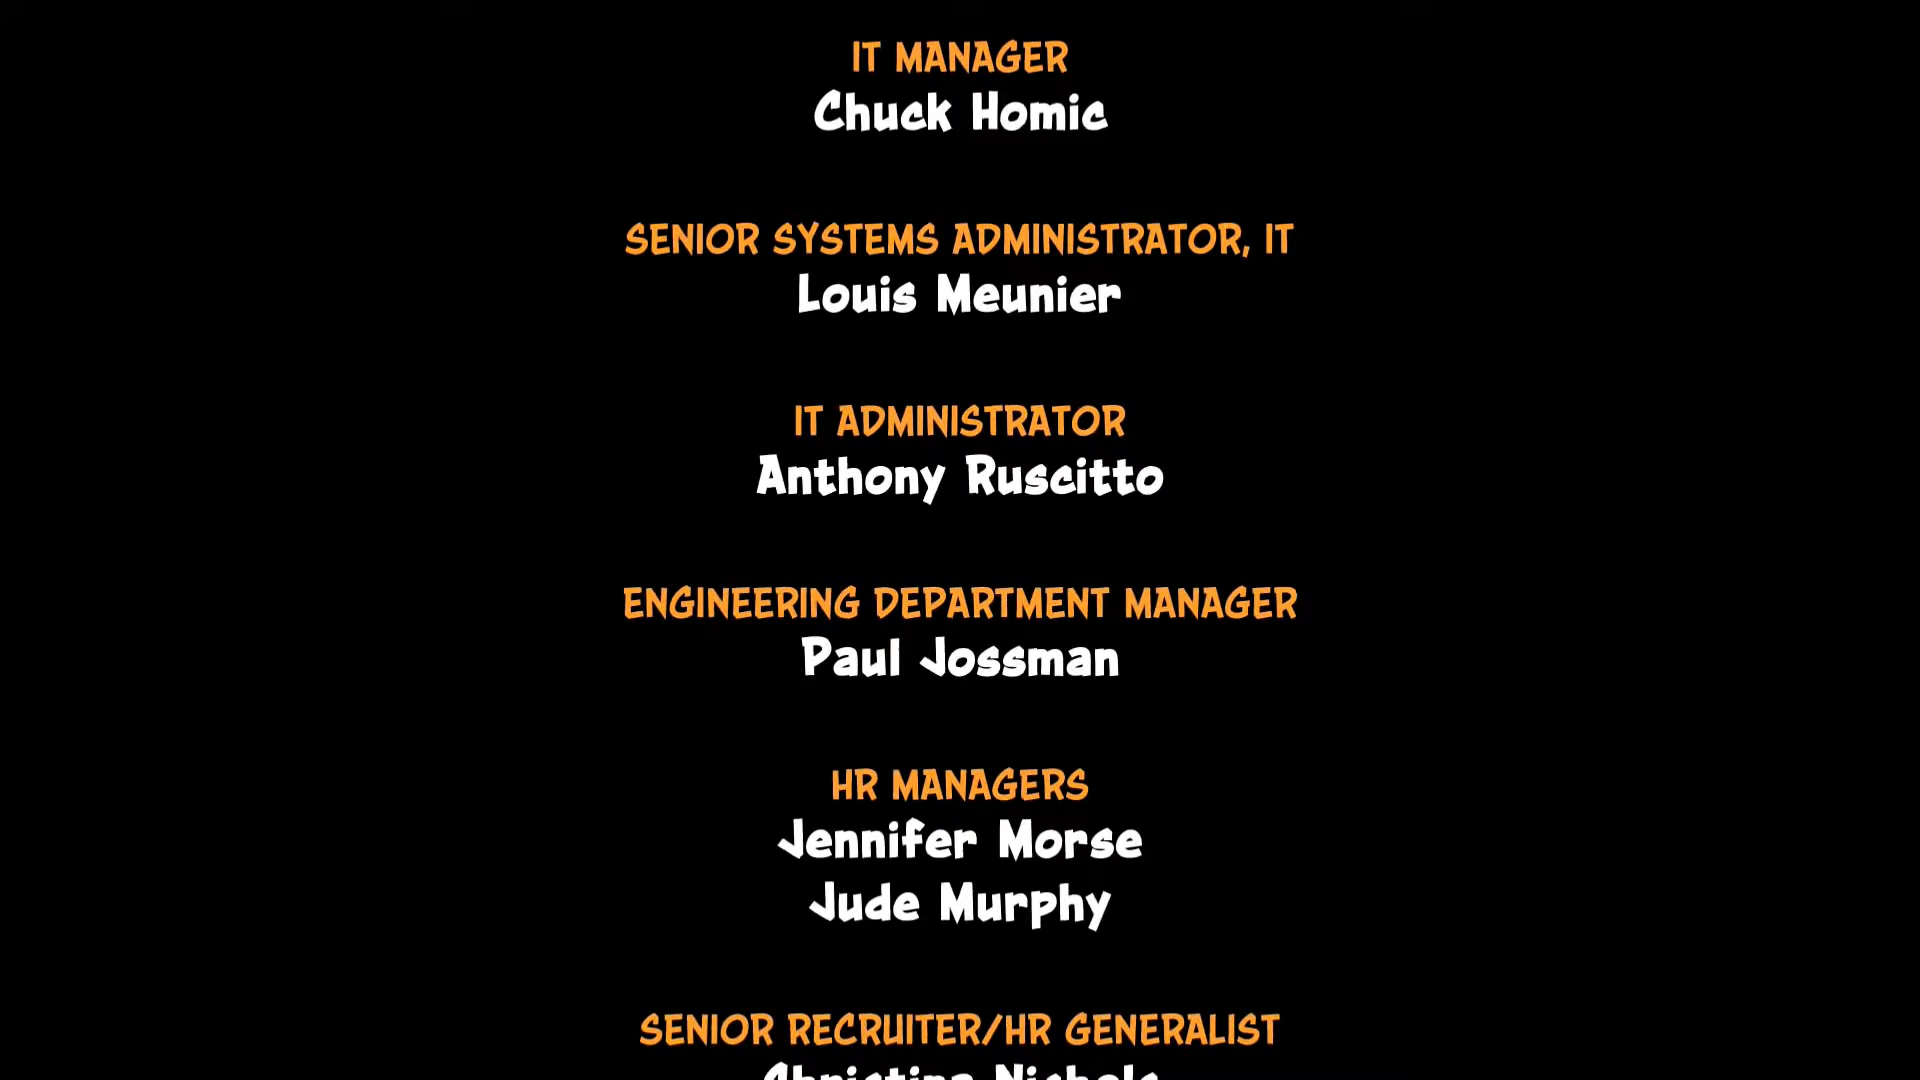 IT MANAGER
Chuck Homic
SENIOR SYSTEMS ADMINISTRATOR, IT
Louis Meunier
IT ADMINISTRATOR
Anthony Ruscitto
ENGINEERING DEPARTMENT MANAGER
Paul Jossman
HR MANAGERS
Jennifer Morse
Jude Murphy
SENIOR RECRUITER/HR GENERALIST